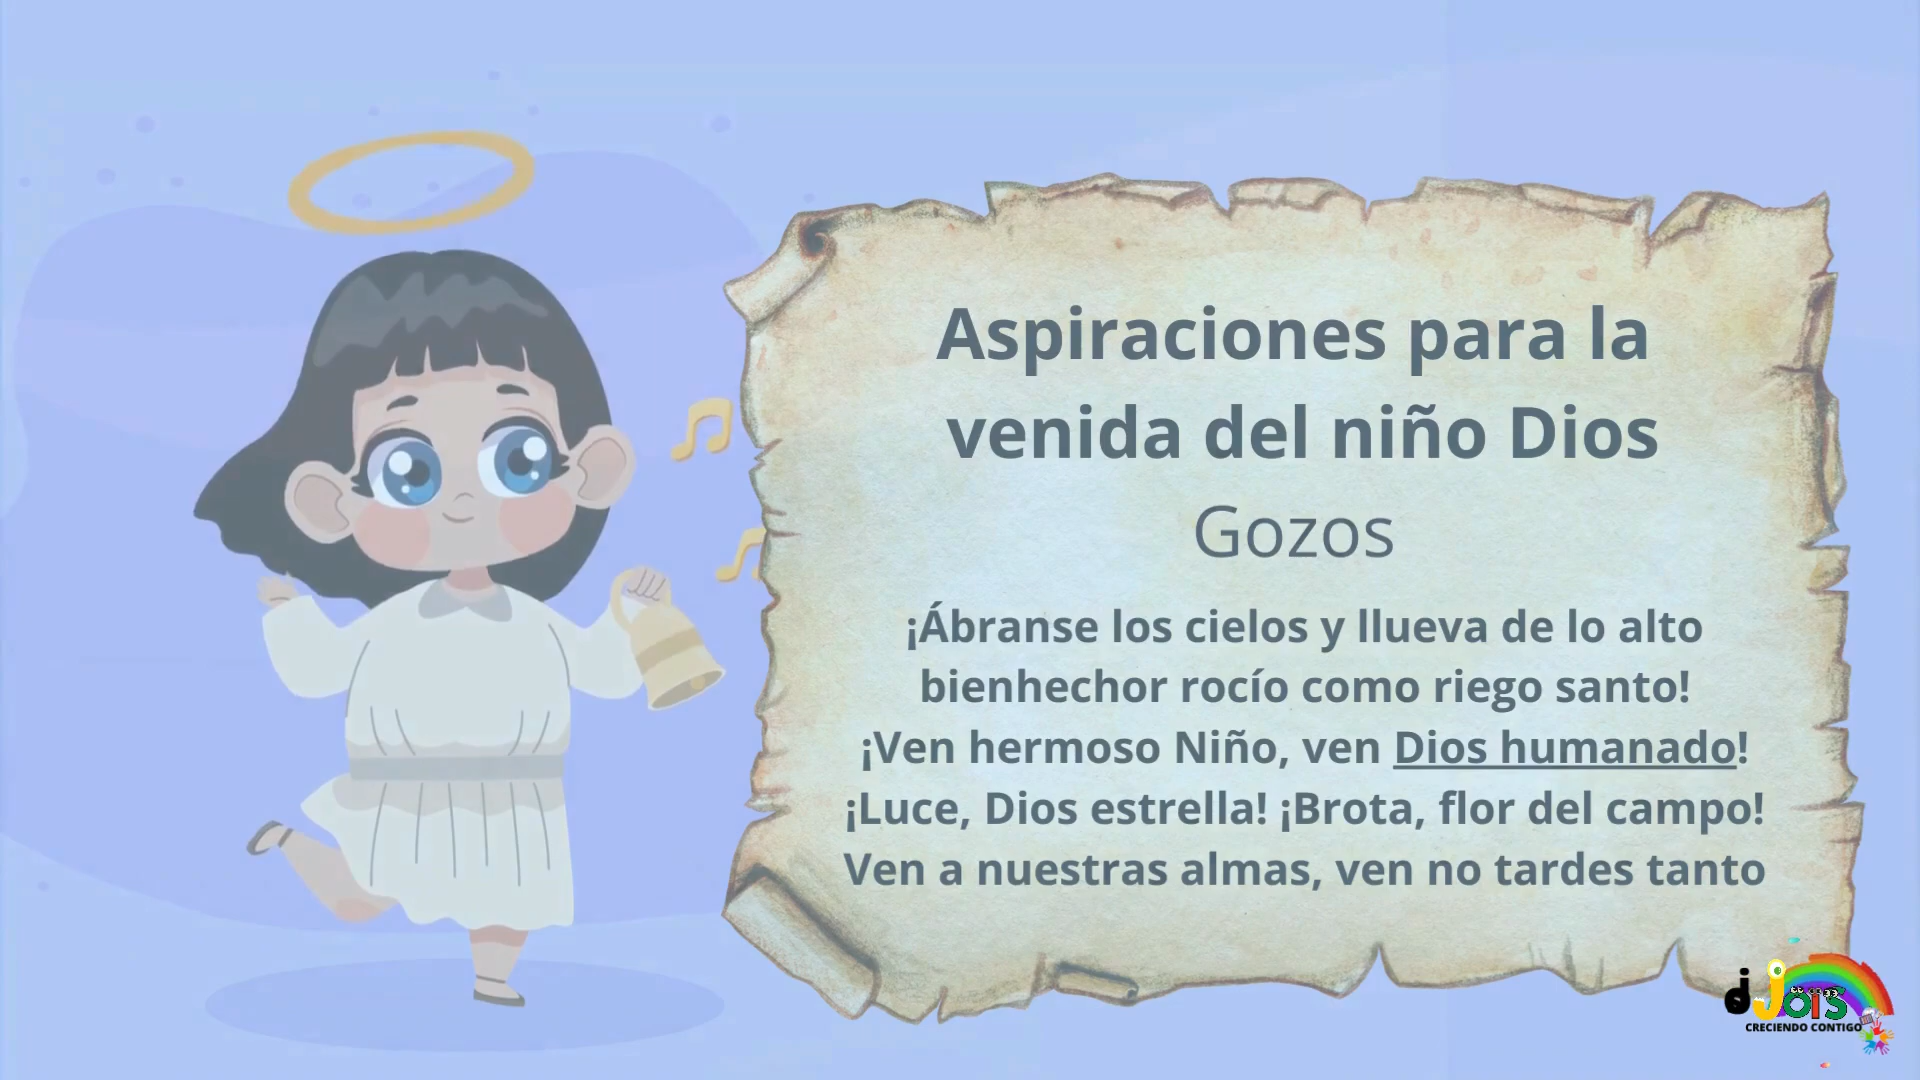 Aspiraciones para la
venida del niño Dios
Gozos
¡Ábranse los cielos y llueva de lo alto
bienhechor rocío como riego santo!
¡Ven hermoso Niño, ven Dios humanado!
¡Luce, Dios estrella! ¡Brota, flor del campo!
Ven a nuestras almas, ven no tardes tanto
dJois
CRECIENDO CONTIGO